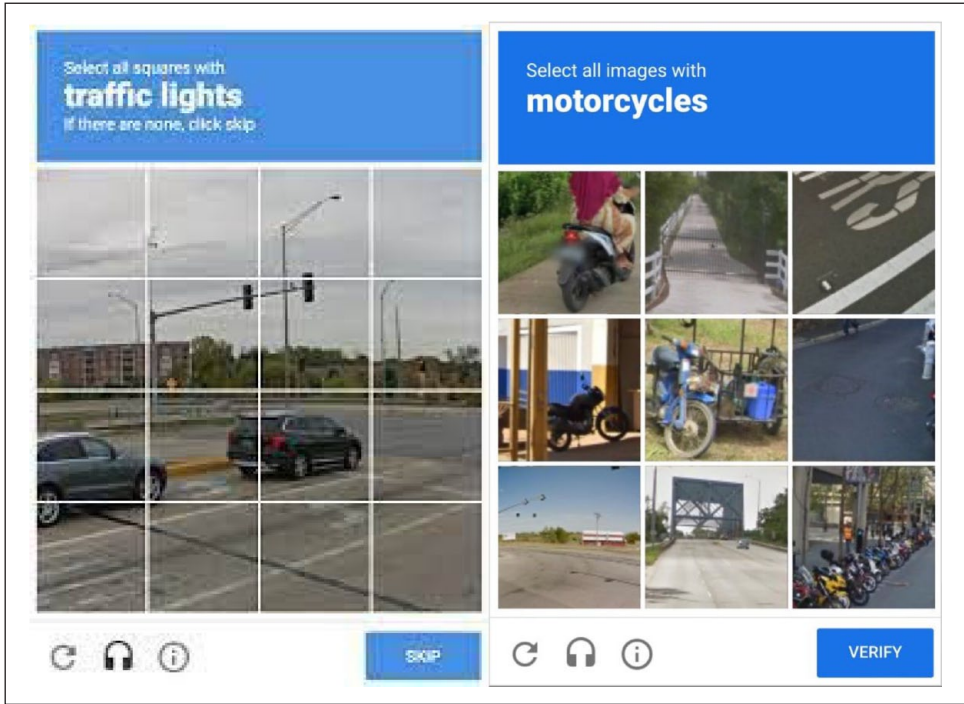 Select all squares with
traffic lights
If there are none, click skip
SKIP
Select all images with
motorcycles
VERIFY